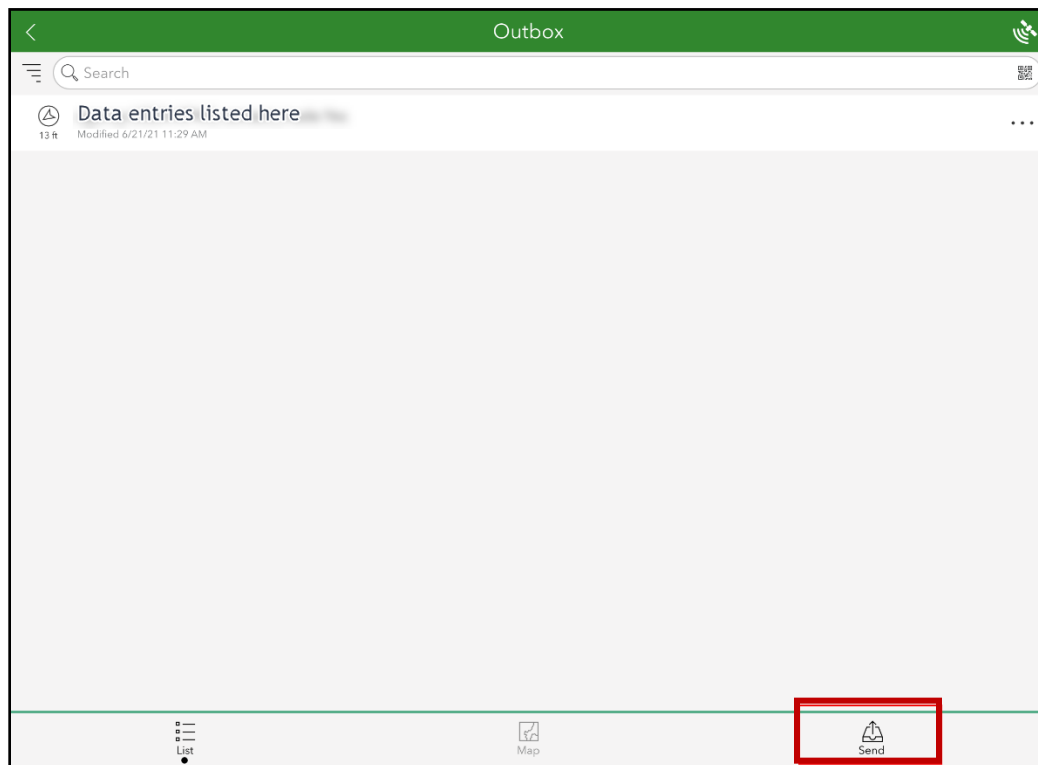 Outbox
Search
Data entries listed here
13 ft Modified 6/21/21 11:29 AM
List Map Send